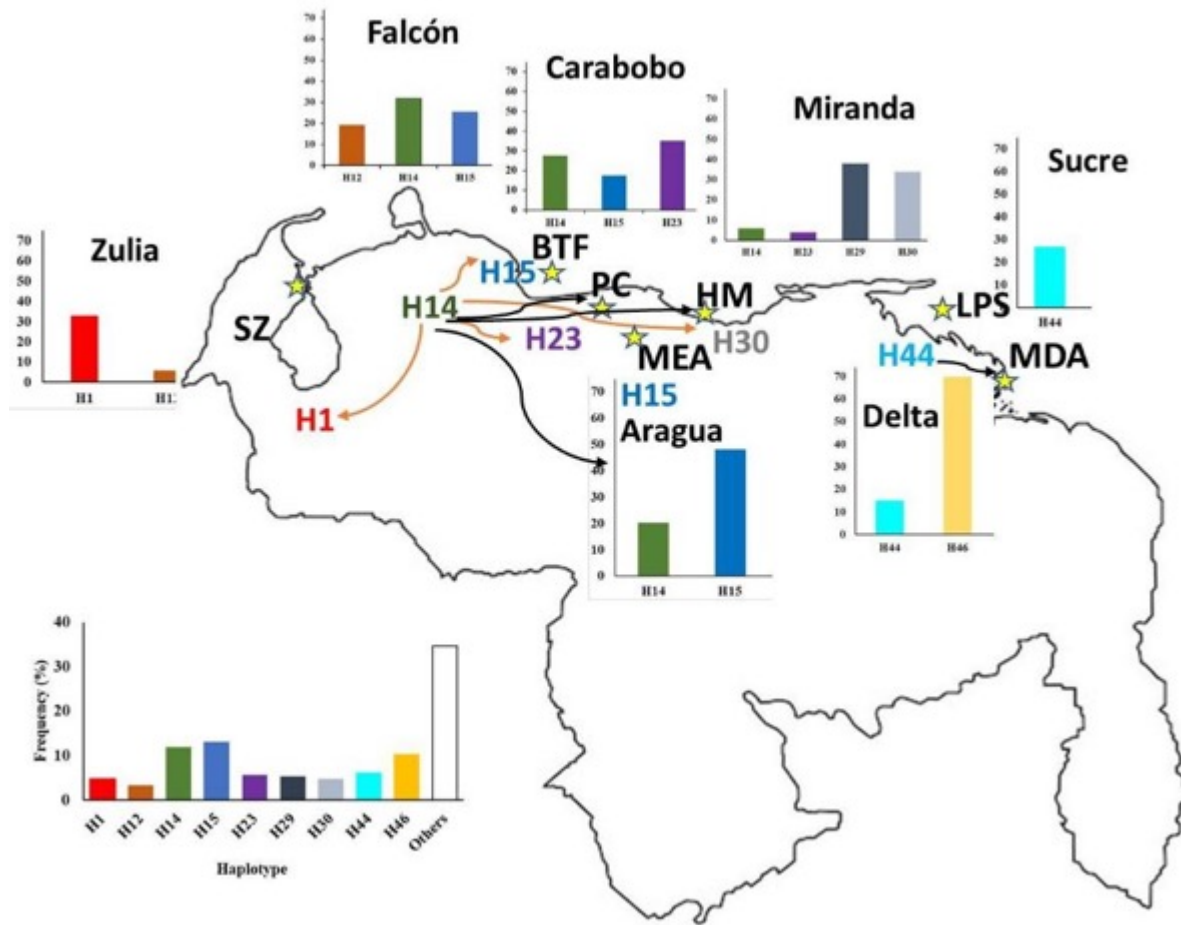 Falcón
70
60
50
40
30
20
10
0
H12 H14 H15
Carabobo
70
60
50
40
30
20
10
0
H14 H15 H23
Miranda
70
60
50
40
30
20
10
0
H14 H23 H29 H30
Sucre
70
60
50
40
30
20
10
0
H44
Zulia
70
60
50
40
30
20
10
0
H1
SZ
BTF
H15
PC
H14
HM
H23
MEA
H30
LPS
H44
MDA
H1
H15
Aragua
70
60
50
40
30
20
10
0
H14 H15
Delta
70
60
50
40
30
20
10
0
H44 H46
Frequency (%)
40
30
20
10
0
H1 H12 H14 H15 H23 H29 H30 H44 H46 Others
Haplotype